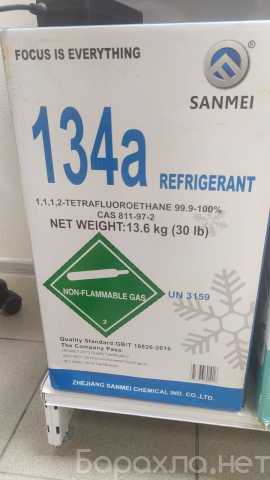 FOCUS IS EVERYTHING
SANMEI
134a REFRIGERANT
1,1,1,2-TETRAFLUOROETHANE 99.9-100%
CAS 811-97-2
NET WEIGHT:13.6 kg (30 lb)
NON-FLAMMABLE GAS
2
UN 3159
Quality Standard:GB/T 18826-2016
The Company Pass:
ZHEJIANG SANMEI CHEMICAL IND. CO.,LTD.
Барахла.нет